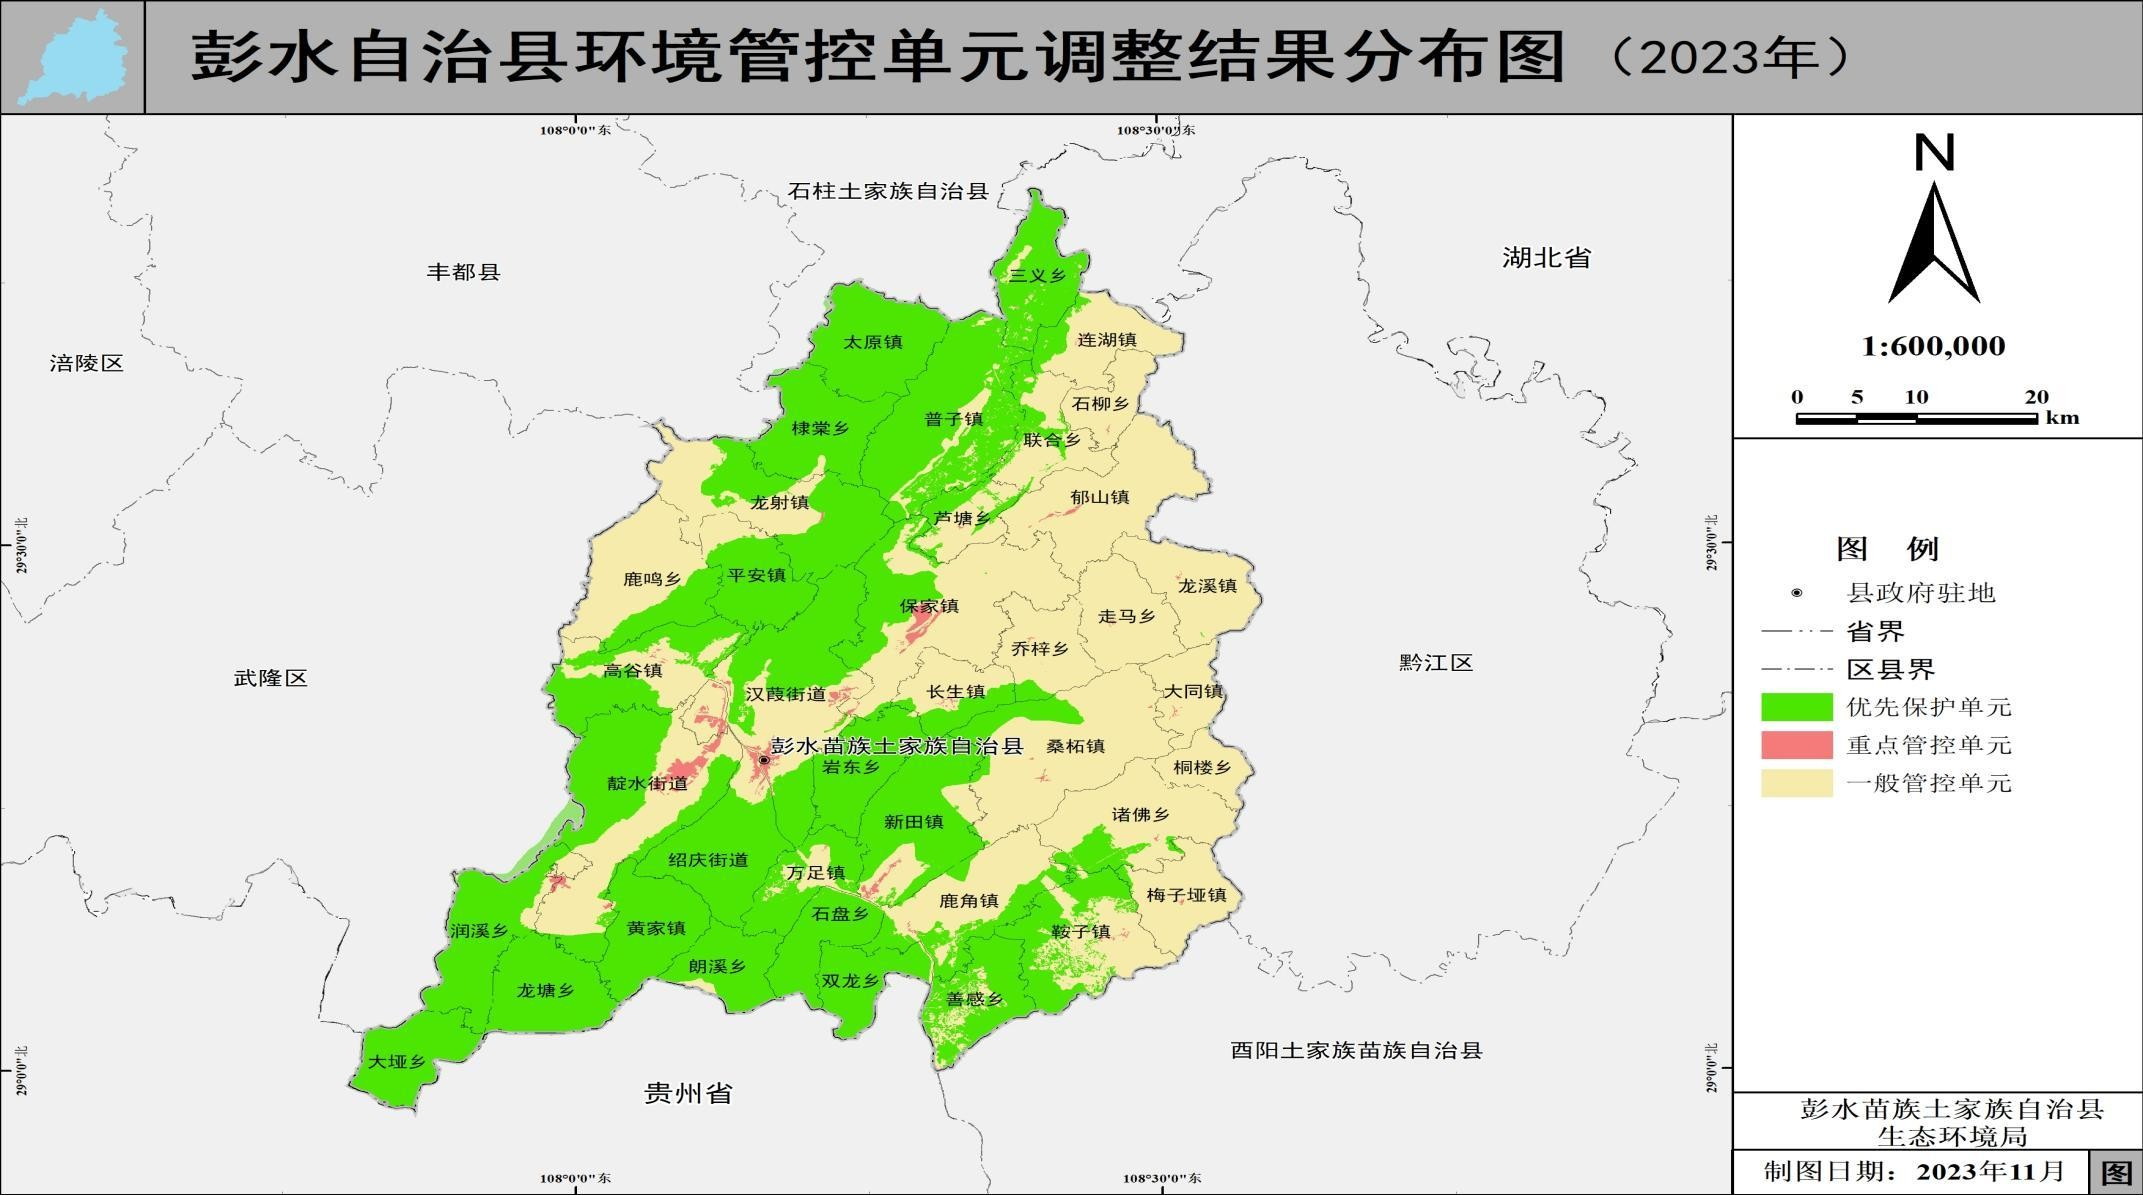 彭水自治县环境管控单元调整结果分布图（2023年）
108°0'0"东
108°30'0"东
石柱土家族自治县
湖北省
丰都县
三义乡
涪陵区
太原镇
连湖镇
石柳乡
普子镇
棣棠乡
联合乡
龙射镇
郁山镇
芦塘乡
29°30'0"北
29°30'0"北
鹿鸣乡
平安镇
龙溪镇
保家镇
走马乡
乔梓乡
黔江区
武隆区
高谷镇
汉葭街道
长生镇
大同镇
彭水苗族土家族自治县
桑柘镇
岩东乡
桐楼乡
靛水街道
诸佛乡
新田镇
绍庆街道
万足镇
梅子垭镇
鹿角镇
石盘乡
润溪乡
黄家镇
鞍子镇
朗溪乡
双龙乡
龙塘乡
善感乡
大垭乡
酉阳土家族苗族自治县
29°0'0"北
29°0'0"北
贵州省
108°0'0"东
108°30'0"东
N
1:600,000
0 5 10 20
km
图 例
县政府驻地
省界
区县界
优先保护单元
重点管控单元
一般管控单元
彭水苗族土家族自治县
生态环境局
制图日期：2023年11月
图